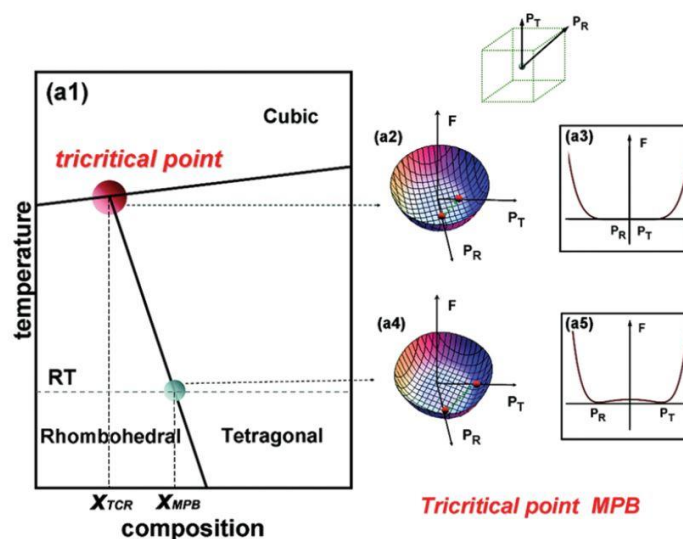 P_T
P_R
(a1)
Cubic
tricritical point
temperature
RT
Rhombohedral
Tetragonal
X_TCR
X_MPB
composition
(a2)
F
P_T
P_R
(a3)
F
P_R
P_T
(a4)
F
P_T
P_R
(a5)
F
P_R
P_T
Tricritical point MPB